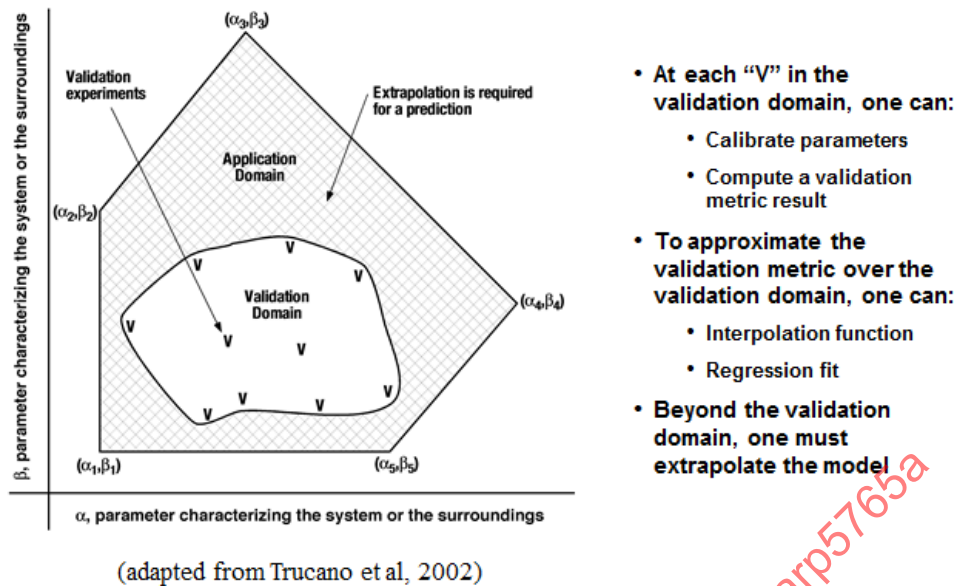 (α₃,β₃)
Validation
experiments
Extrapolation is required
for a prediction
Application
Domain
(α₂,β₂)
V
V
V
Validation
Domain
(α₄,β₄)
V
V
V
V
V
V
V
(α₁,β₁)
(α₅,β₅)
β, parameter characterizing the system or the surroundings
α, parameter characterizing the system or the surroundings
(adapted from Trucano et al, 2002)
• At each “V” in the
validation domain, one can:
• Calibrate parameters
• Compute a validation
metric result
• To approximate the
validation metric over the
validation domain, one can:
• Interpolation function
• Regression fit
• Beyond the validation
domain, one must
extrapolate the model
arp5765a